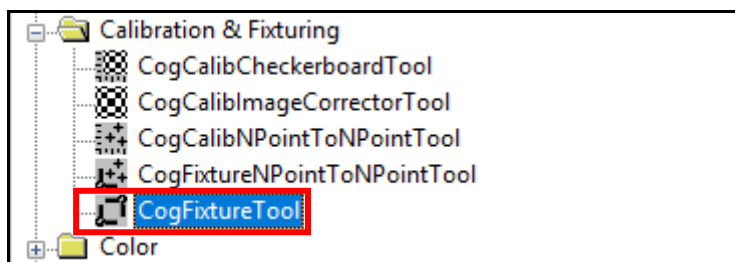 Calibration & Fixturing
CogCalibCheckerboardTool
CogCalibImageCorrectorTool
CogCalibNPointToNPointTool
CogFixtureNPointToNPointTool
CogFixtureTool
Color